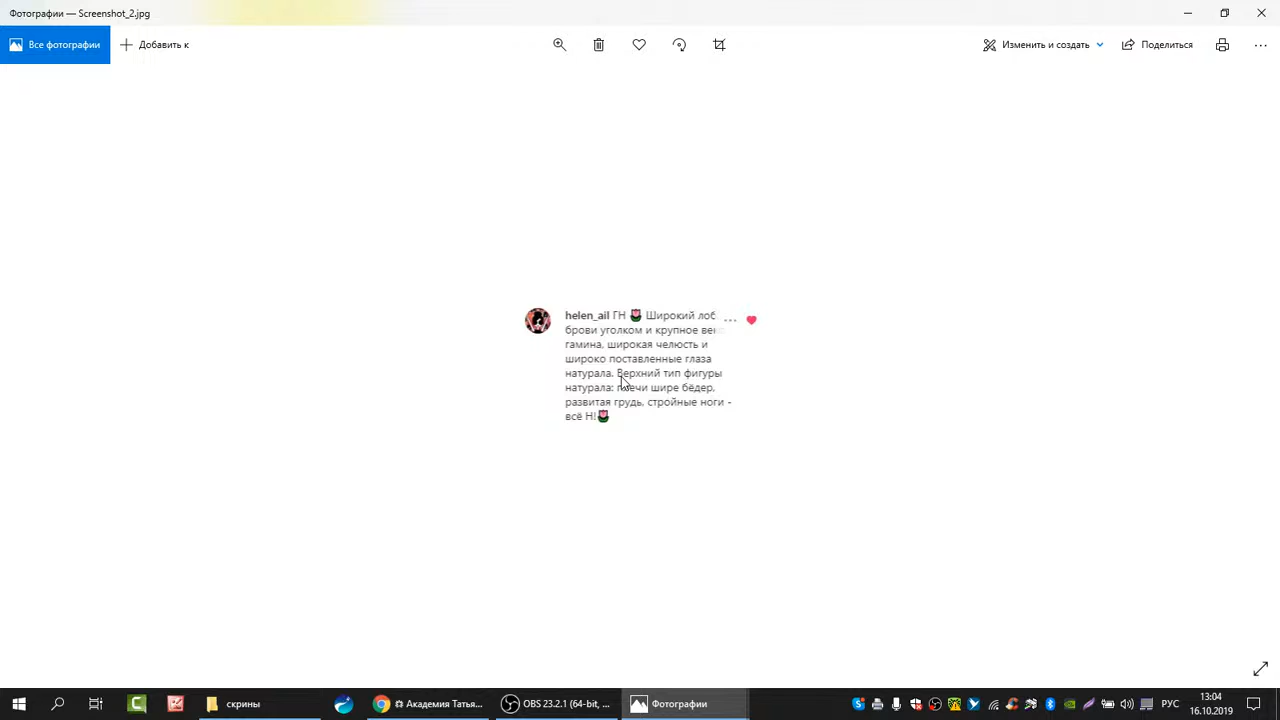 Фотографии — Screenshot_2.jpg
Все фотографии
Добавить к
Изменить и создать
Поделиться
helen_ail ГН 🌷 Широкий лоб
брови уголком и крупное
гамина, широкая челюсть и
широко поставленные глаза
натурала. Верхний тип фигуры
натурала: плечи шире бёдер,
развитая грудь, стройные ноги -
всё Н!🌷
скрины
Академия Татья...
OBS 23.2.1 (64-bit, ...
Фотографии
РУС
13:04
16.10.2019